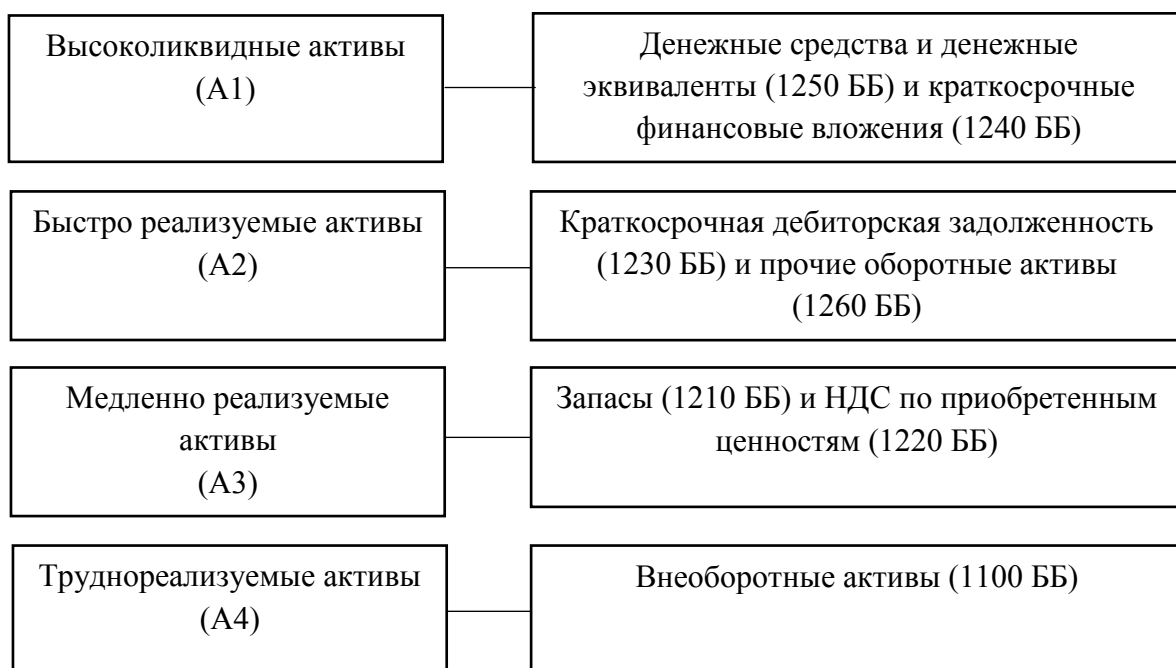 Высоколиквидные активы
(А1)
Денежные средства и денежные
эквиваленты (1250 ББ) и краткосрочные
финансовые вложения (1240 ББ)
Быстро реализуемые активы
(А2)
Краткосрочная дебиторская задолженность
(1230 ББ) и прочие оборотные активы
(1260 ББ)
Медленно реализуемые
активы
(А3)
Запасы (1210 ББ) и НДС по приобретенным
ценностям (1220 ББ)
Труднореализуемые активы
(А4)
Внеоборотные активы (1100 ББ)